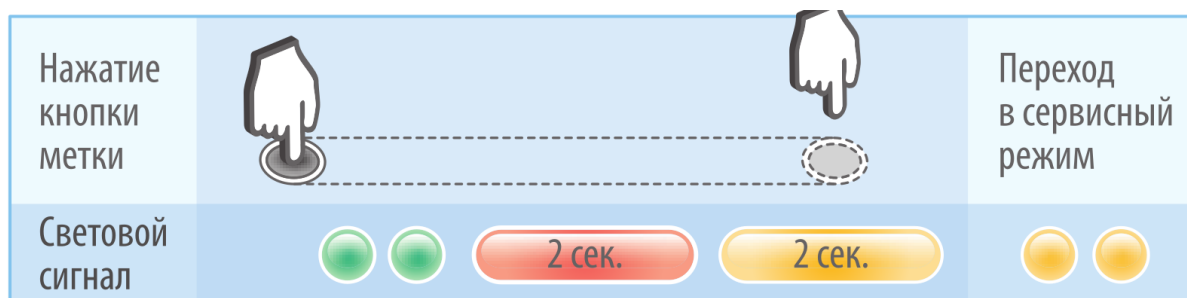 Нажатие
кнопки
метки
Переход
в сервисный
режим
Световой
сигнал
2 сек.
2 сек.